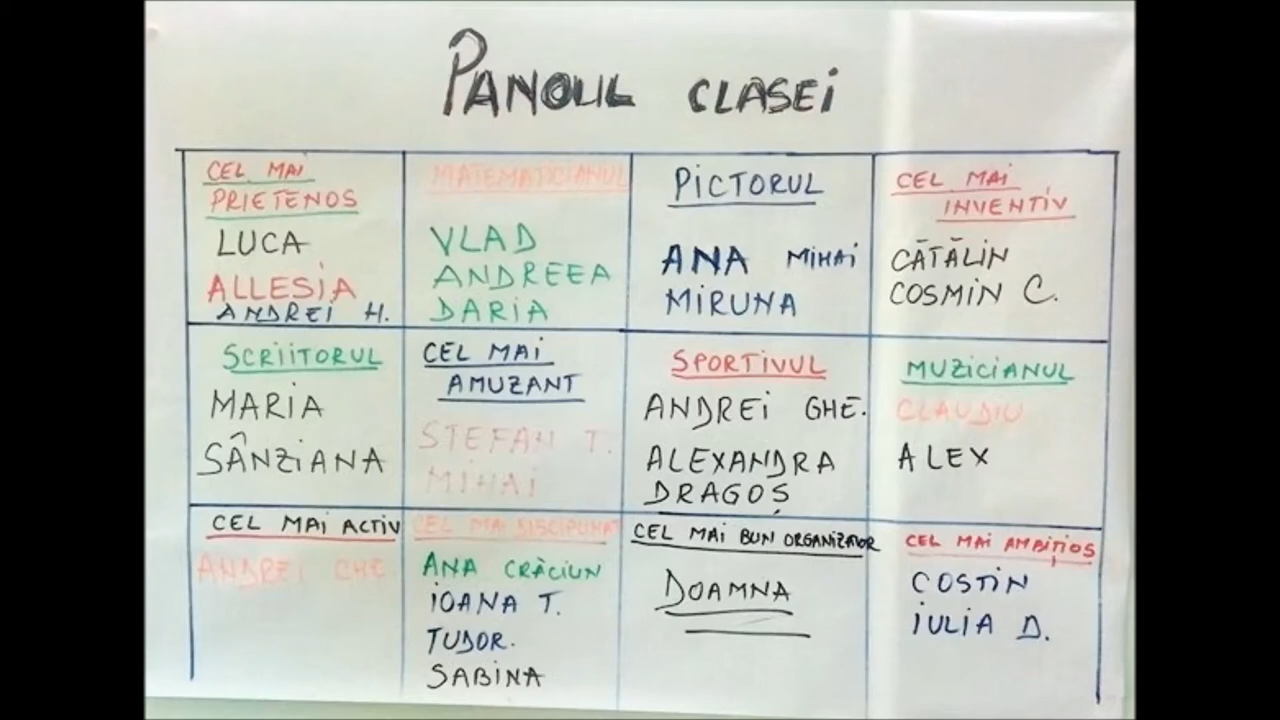 PANOUL CLASEI
CEL MAI
PRIETENOS
LUCA
ALLESIA
ANDREI H.
MATEMATICIANUL
VLAD
ANDREEA
DARIA
PICTORUL
ANA MIHAI
MIRUNA
CEL MAI
INVENTIV
CĂTĂLIN
COSMIN C.
SCRIITORUL
MARIA
SÂNZIANA
CEL MAI
AMUZANT
STEFAN T.
MIHAI
SPORTIVUL
ANDREI GHE.
ALEXANDRA
DRAGOȘ
MUZICIANUL
CLAUDIU
ALEX
CEL MAI ACTIV
ANDREI GHE.
CEL MAI DISCIPLINAT
ANA CRĂCIUN
IOANA T.
TUDOR.
SABINA
CEL MAI BUN ORGANIZATOR
DOAMNA
CEL MAI AMBIȚIOS
COSTIN
IULIA D.